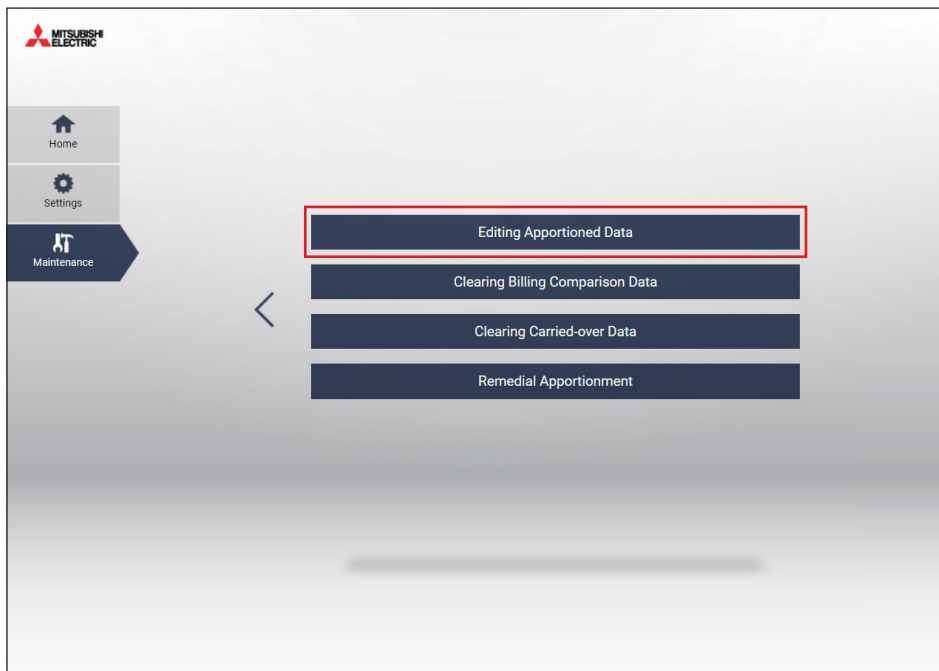 MITSUBISHI
ELECTRIC
Home
Settings
Maintenance
Editing Apportioned Data
Clearing Billing Comparison Data
Clearing Carried-over Data
Remedial Apportionment